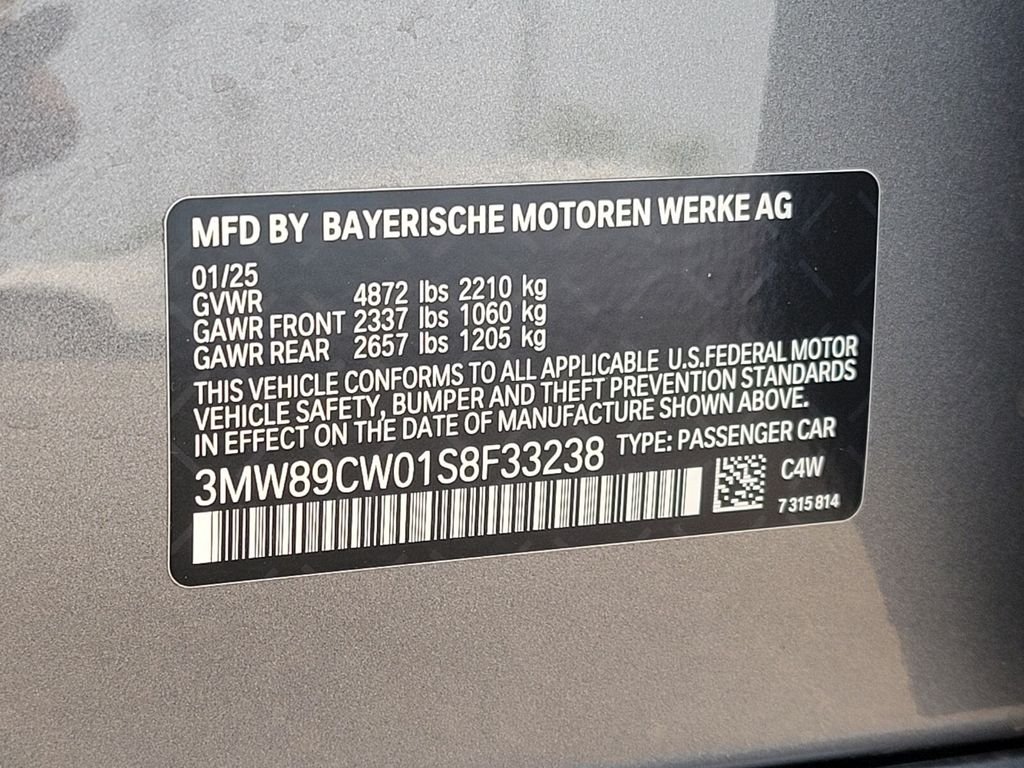 MFD BY BAYERISCHE MOTOREN WERKE AG
01/25
GVWR 4872 lbs 2210 kg
GAWR FRONT 2337 lbs 1060 kg
GAWR REAR 2657 lbs 1205 kg
THIS VEHICLE CONFORMS TO ALL APPLICABLE U.S.FEDERAL MOTOR
VEHICLE SAFETY, BUMPER AND THEFT PREVENTION STANDARDS
IN EFFECT ON THE DATE OF MANUFACTURE SHOWN ABOVE.
3MW89CW01S8F33238 TYPE: PASSENGER CAR
C4W
7 315 814